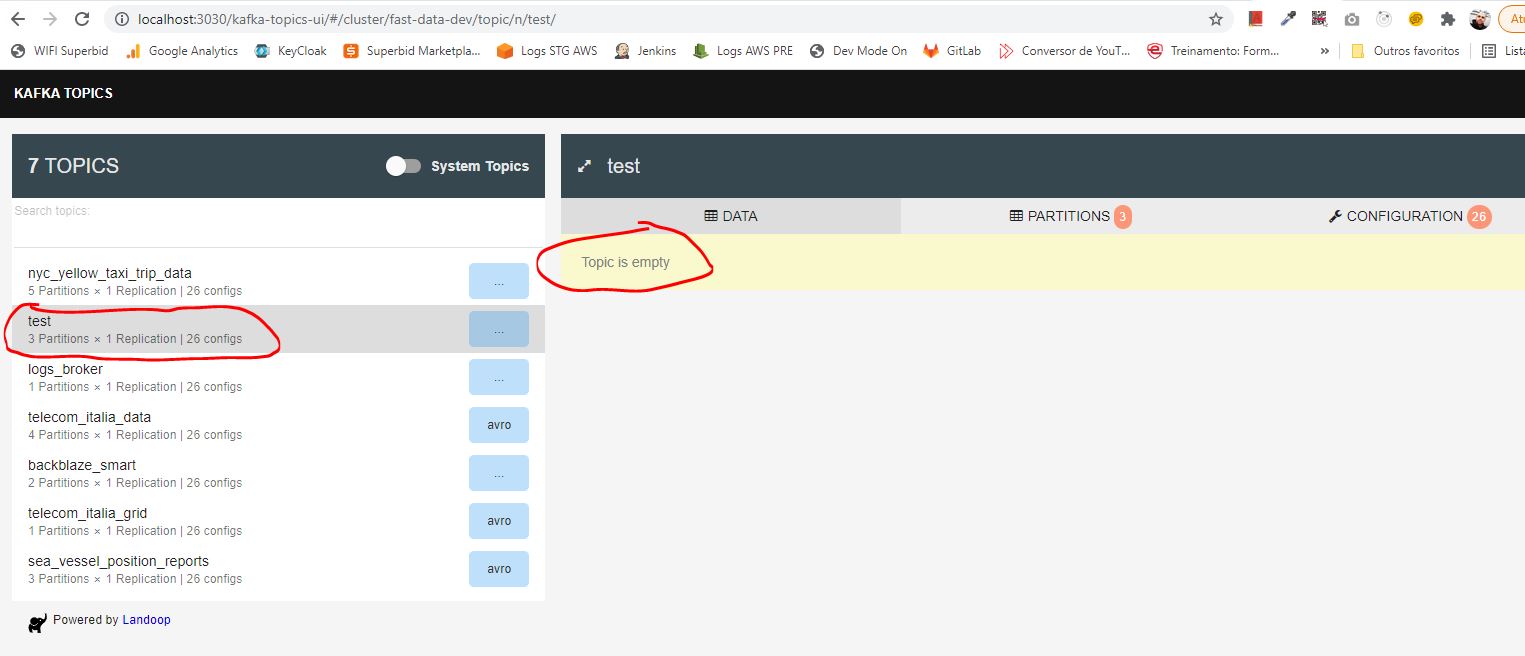 localhost:3030/kafka-topics-ui/#/cluster/fast-data-dev/topic/n/test/
At
WIFI Superbid
Google Analytics
KeyCloak
Superbid Marketpla...
Logs STG AWS
Jenkins
Logs AWS PRE
Dev Mode On
GitLab
Conversor de YouT...
Treinamento: Form...
»
Outros favoritos
Lista
KAFKA TOPICS
7 TOPICS
System Topics
Search topics:
nyc_yellow_taxi_trip_data
5 Partitions × 1 Replication | 26 configs
...
test
3 Partitions × 1 Replication | 26 configs
...
logs_broker
1 Partitions × 1 Replication | 26 configs
...
telecom_italia_data
4 Partitions × 1 Replication | 26 configs
avro
backblaze_smart
2 Partitions × 1 Replication | 26 configs
...
telecom_italia_grid
1 Partitions × 1 Replication | 26 configs
avro
sea_vessel_position_reports
3 Partitions × 1 Replication | 26 configs
avro
Powered by Landoop
test
DATA
PARTITIONS 3
CONFIGURATION 26
Topic is empty